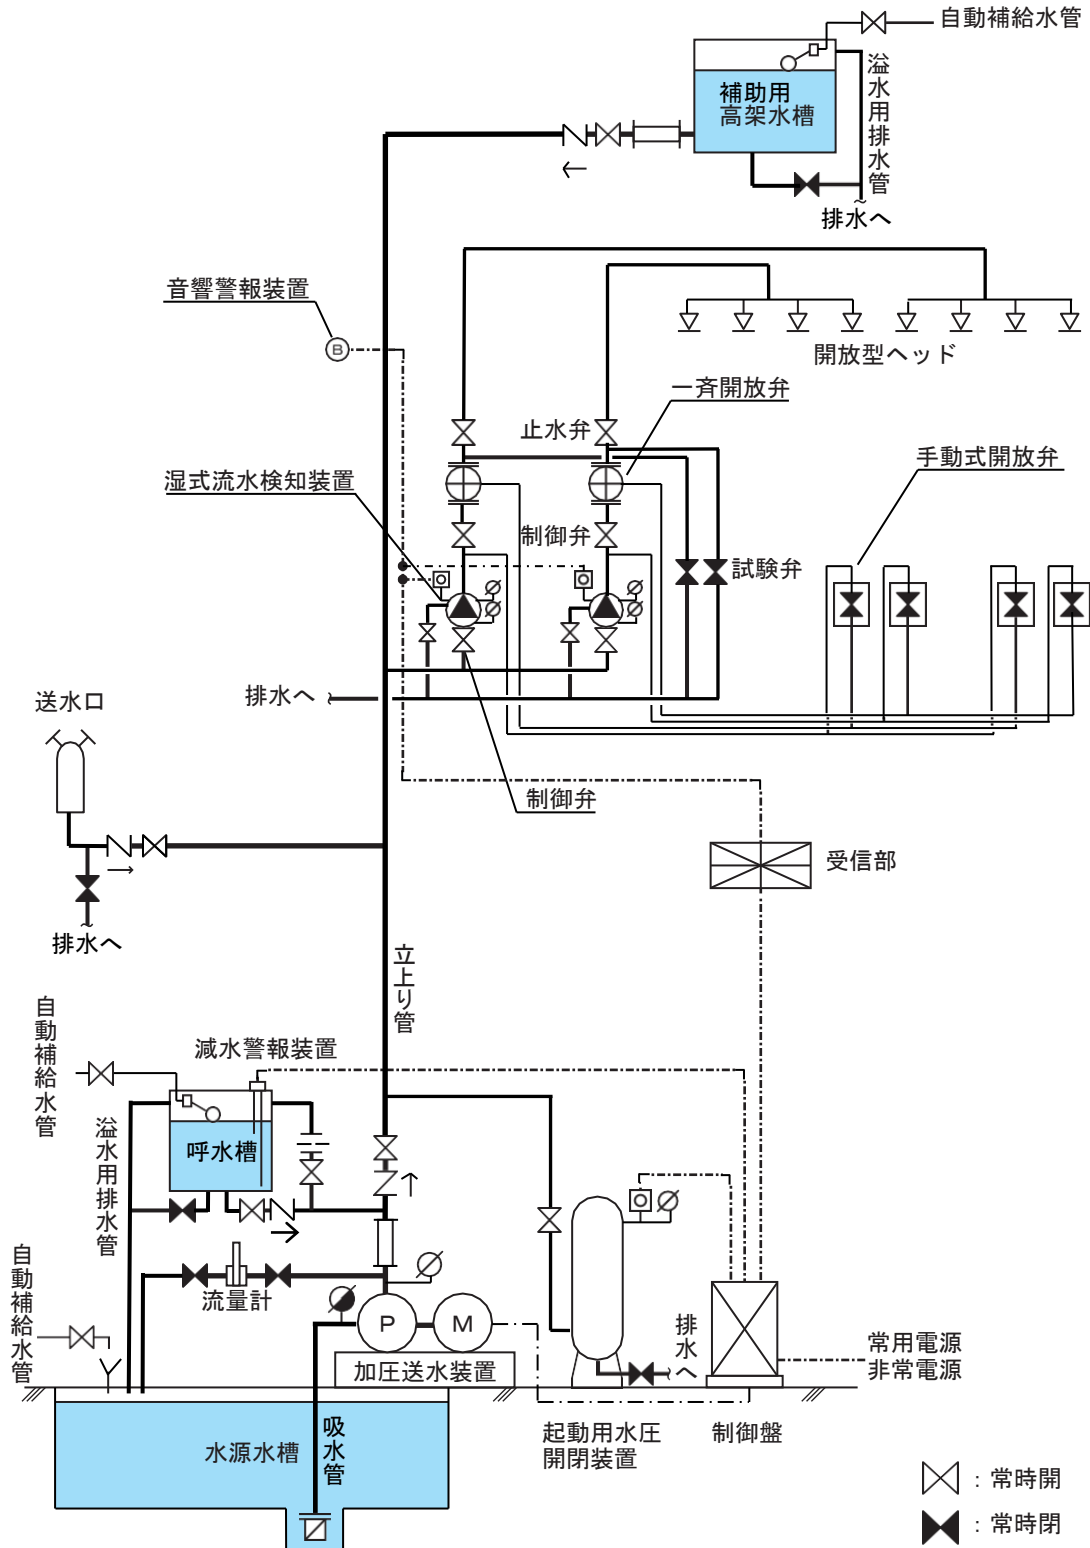 自動補給水管
補助用
高架水槽
溢水用排水管
排水へ
音響警報装置
B
開放型ヘッド
一斉開放弁
止水弁
手動式開放弁
湿式流水検知装置
制御弁
試験弁
排水へ
送水口
制御弁
受信部
排水へ
立上り管
自動補給水管
減水警報装置
呼水槽
溢水用排水管
自動補給水管
流量計
P
M
加圧送水装置
排水へ
常用電源
非常電源
吸水管
水源水槽
起動用水圧
開閉装置
制御盤
:常時開
:常時閉